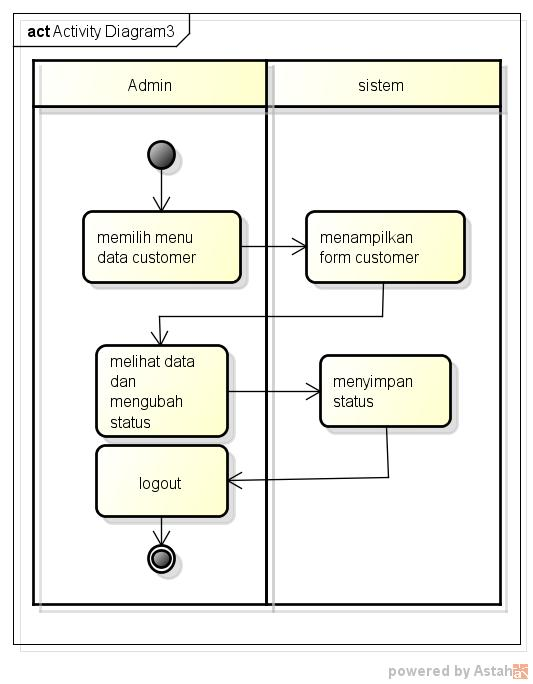 act Activity Diagram3
Admin
sistem
memilih menu
data customer
menampilkan
form customer
melihat data
dan
mengubah
status
menyimpan
status
logout
powered by Astah